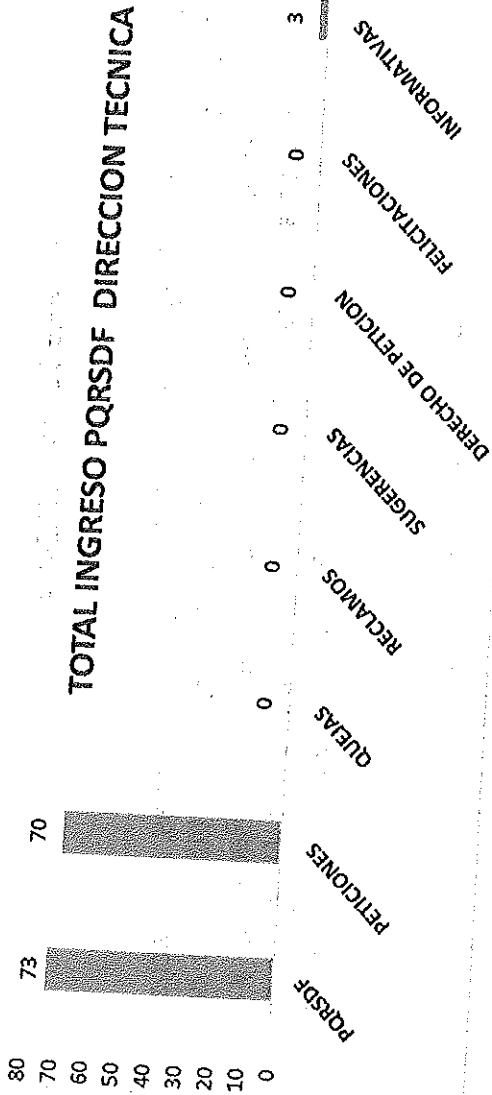 TOTAL INGRESO PQRSDF DIRECCION TECNICA
80
70
60
50
40
30
20
10
0
73
70
0
0
0
0
0
3
PQRSDF
PETICIONES
QUEJAS
RECLAMOS
SUGERENCIAS
DERECHO DE PETICION
FELICITACIONES
INFORMATIVAS